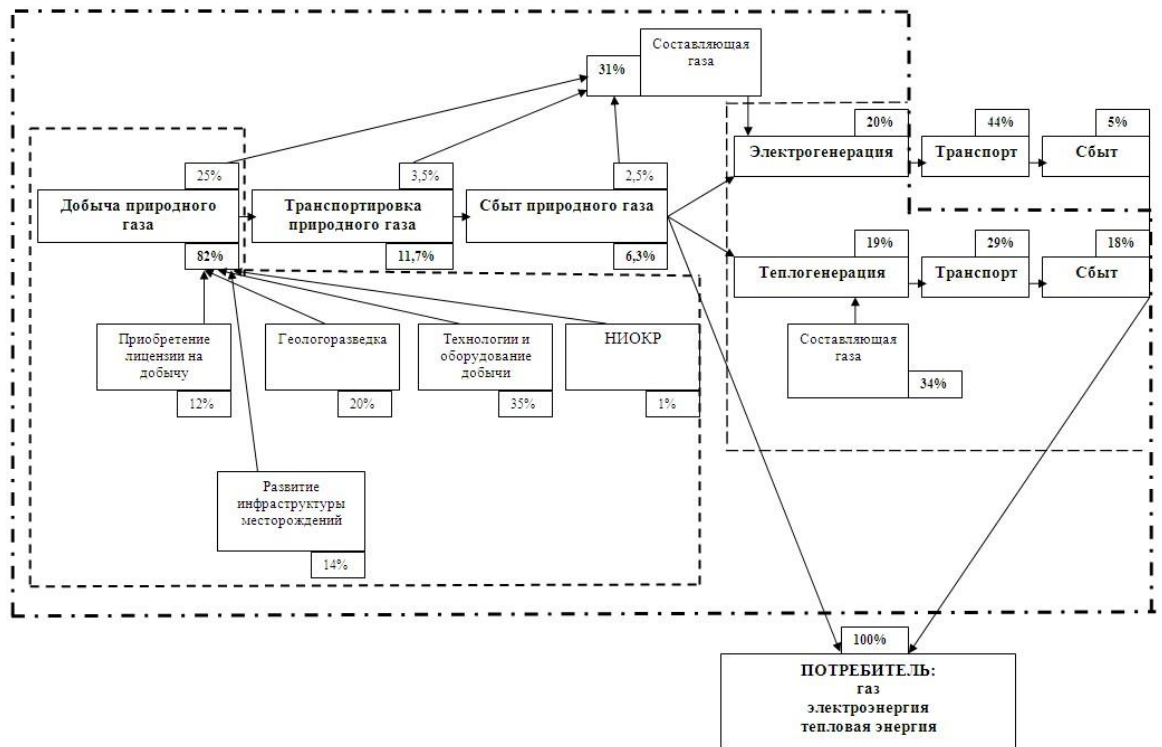 Составляющая
газа
31%
20%
44%
5%
Электрогенерация
Транспорт
Сбыт
25%
3,5%
2,5%
Добыча природного
газа
Транспортировка
природного газа
Сбыт природного газа
82%
11,7%
6,3%
19%
29%
18%
Теплогенерация
Транспорт
Сбыт
Приобретение
лицензии на
добычу
12%
Геологоразведка
20%
Технологии и
оборудование
добычи
35%
НИОКР
1%
Составляющая
газа
34%
Развитие
инфраструктуры
месторождений
14%
100%
ПОТРЕБИТЕЛЬ:
газ
электроэнергия
тепловая энергия